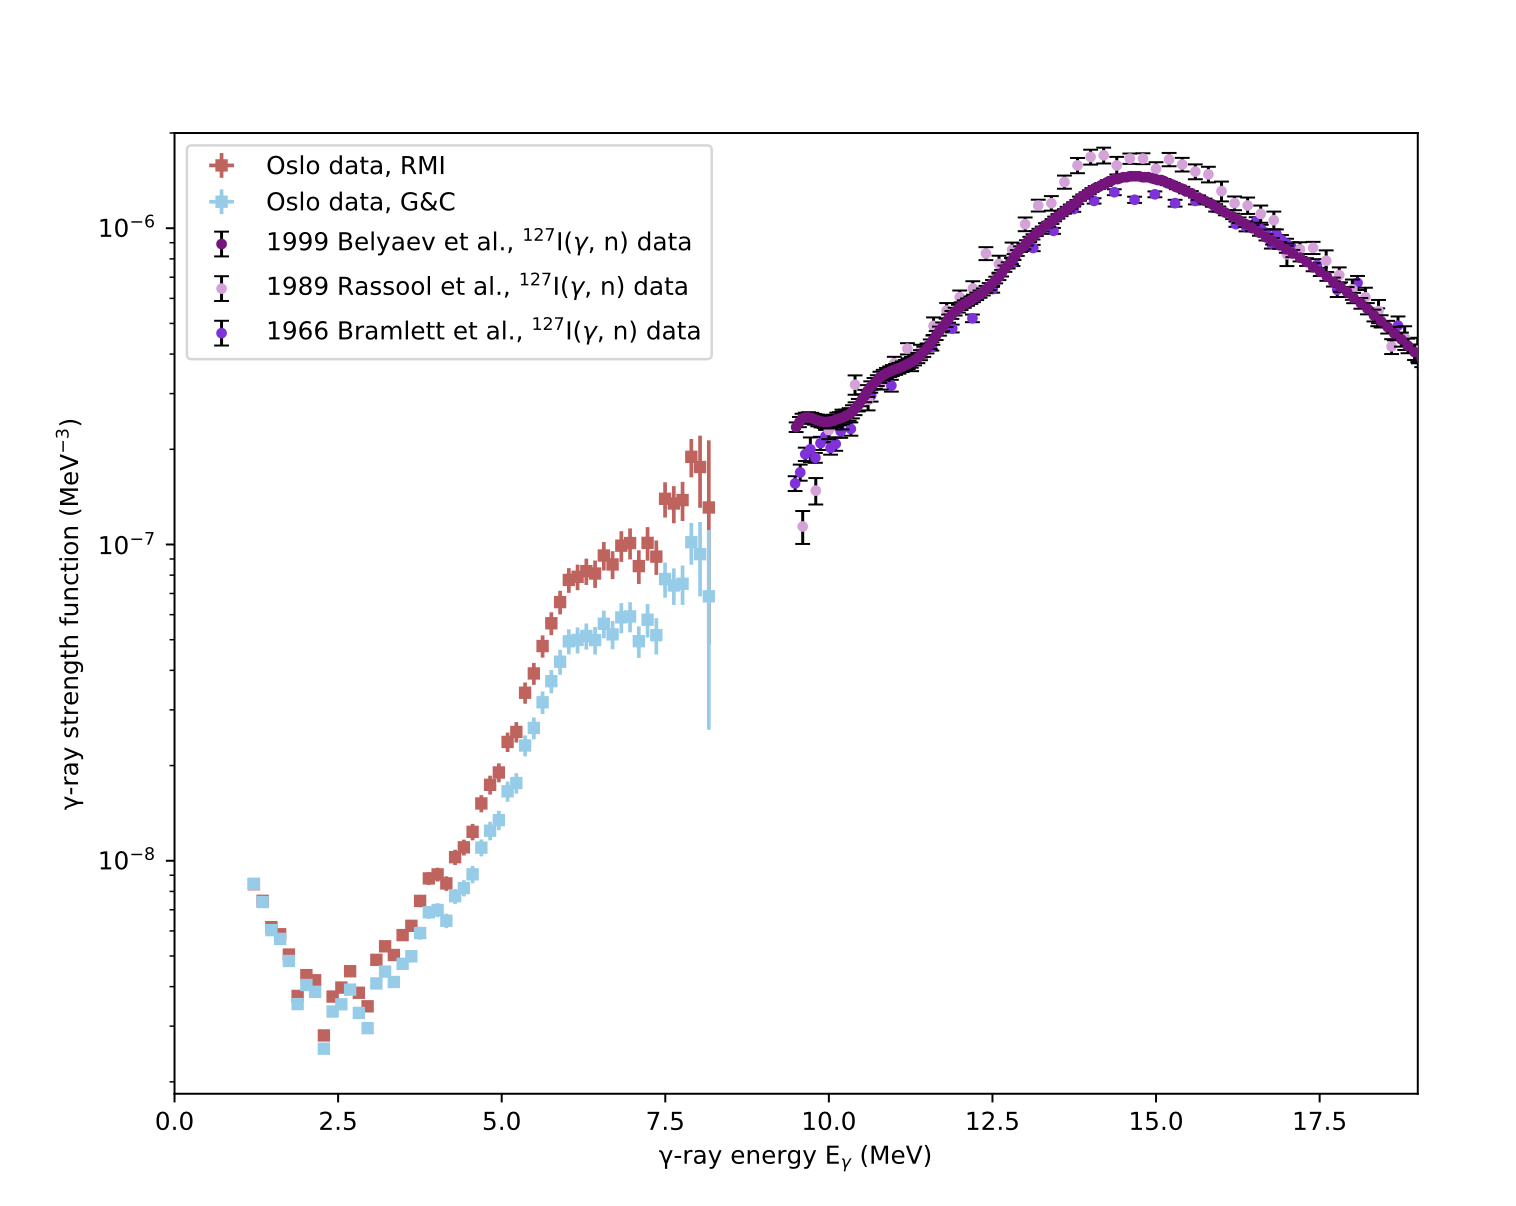 Oslo data, RMI
Oslo data, G&C
1999 Belyaev et al., ¹²⁷I(γ, n) data
1989 Rassool et al., ¹²⁷I(γ, n) data
1966 Bramlett et al., ¹²⁷I(γ, n) data
10⁻⁶
10⁻⁷
10⁻⁸
γ-ray strength function (MeV⁻³)
0.0 2.5 5.0 7.5 10.0 12.5 15.0 17.5
γ-ray energy Eᵧ (MeV)